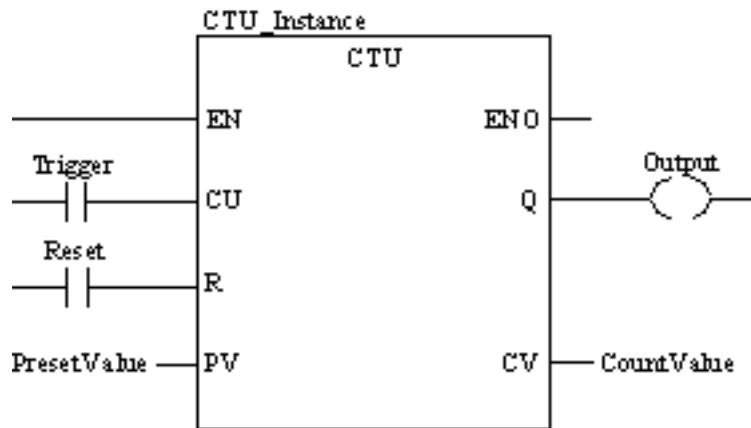 CTU_Instance
CTU
EN
ENO
Trigger
Output
CU
Q
Reset
R
PresetValue
PV
CV
CountValue